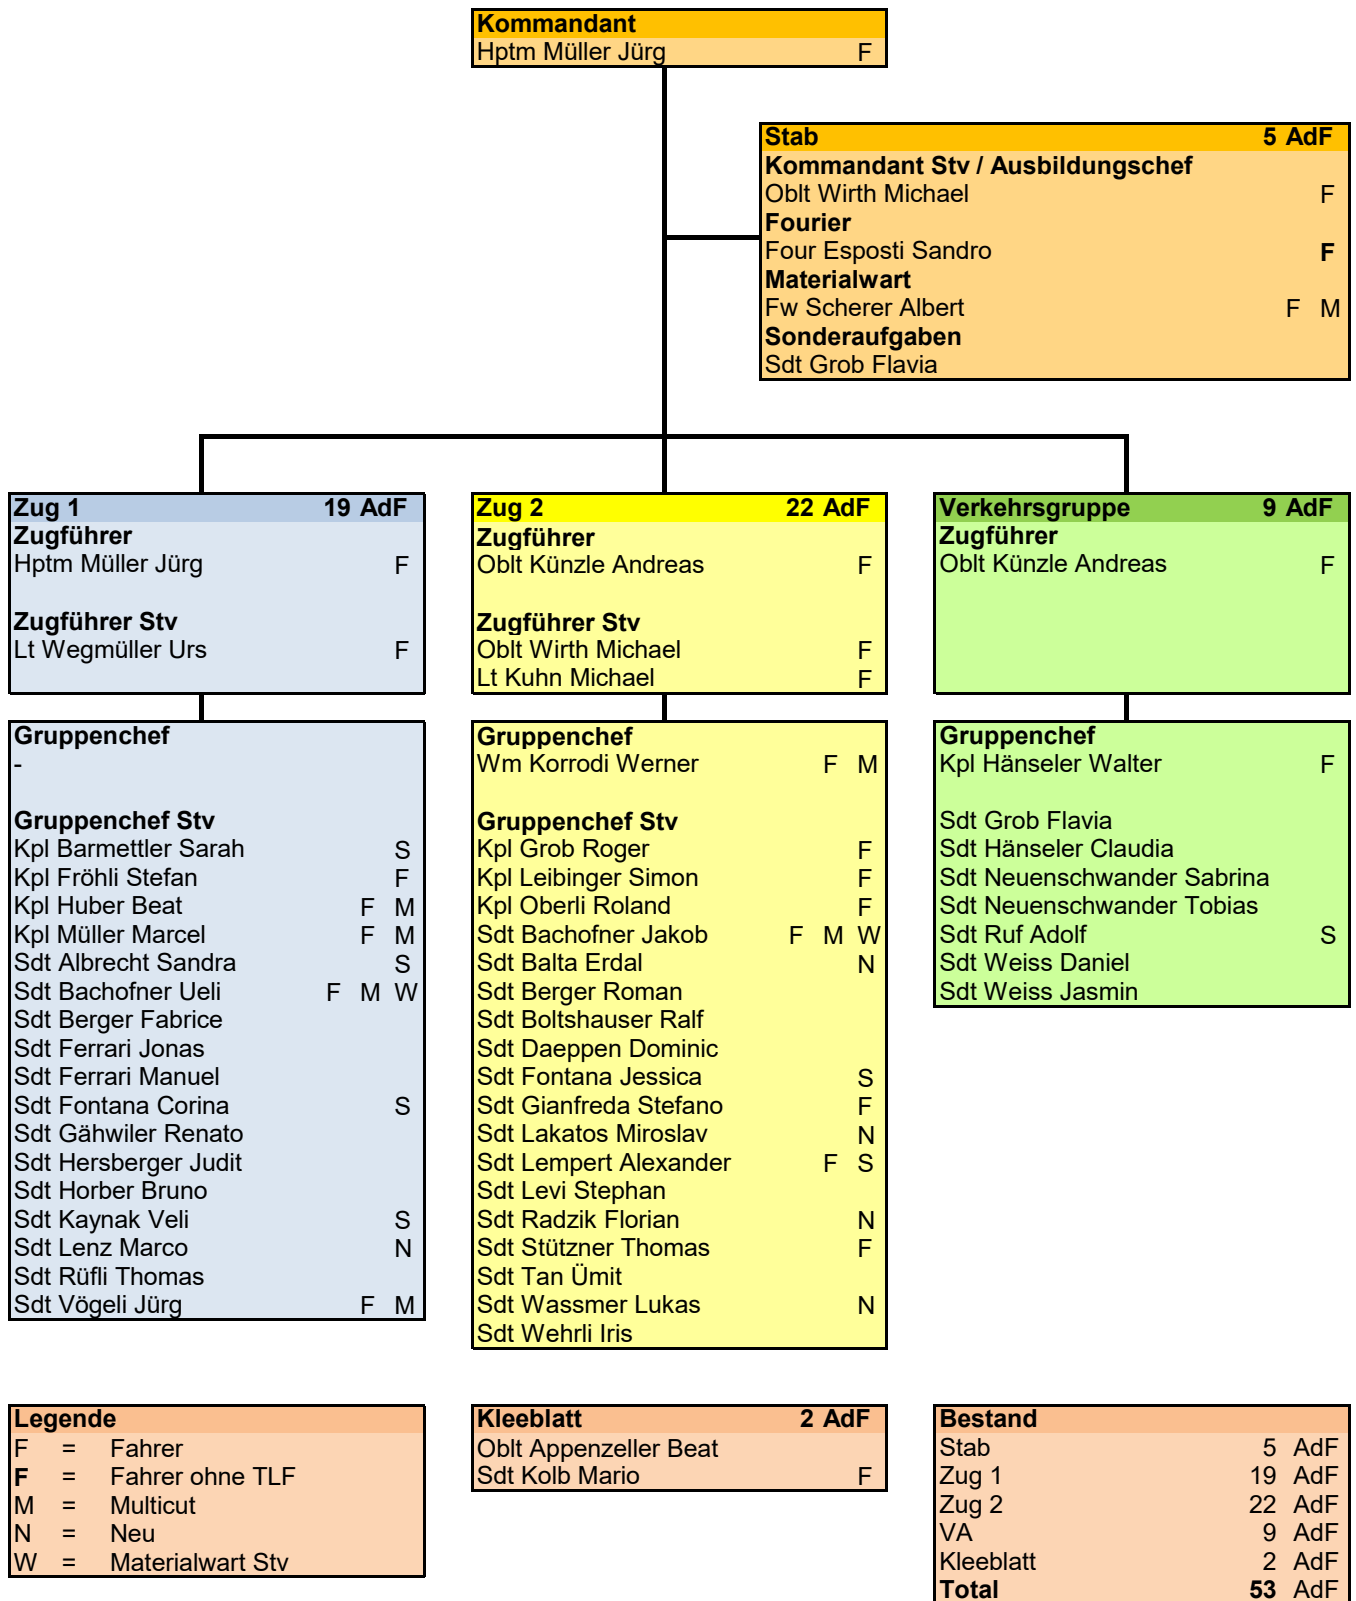 Kommandant
Hptm Müller Jürg F
Stab 5 AdF
Kommandant Stv / Ausbildungschef
Oblt Wirth Michael F
Fourier
Four Esposti Sandro F
Materialwart
Fw Scherer Albert F M
Sonderaufgaben
Sdt Grob Flavia
Zug 1 19 AdF
Zugführer
Hptm Müller Jürg F
Zugführer Stv
Lt Wegmüller Urs F
Gruppenchef
-
Gruppenchef Stv
Kpl Barmettler Sarah S
Kpl Fröhli Stefan F
Kpl Huber Beat F M
Kpl Müller Marcel F M
Sdt Albrecht Sandra S
Sdt Bachofner Ueli F M W
Sdt Berger Fabrice
Sdt Ferrari Jonas
Sdt Ferrari Manuel
Sdt Fontana Corina S
Sdt Gähwiler Renato
Sdt Hersberger Judit
Sdt Horber Bruno
Sdt Kaynak Veli S
Sdt Lenz Marco N
Sdt Rüfli Thomas
Sdt Vögeli Jürg F M
Zug 2 22 AdF
Zugführer
Oblt Künzle Andreas F
Zugführer Stv
Oblt Wirth Michael F
Lt Kuhn Michael F
Gruppenchef
Wm Korrodi Werner F M
Gruppenchef Stv
Kpl Grob Roger F
Kpl Leibinger Simon F
Kpl Oberli Roland F
Sdt Bachofner Jakob F M W
Sdt Balta Erdal N
Sdt Berger Roman
Sdt Boltshauser Ralf
Sdt Daeppen Dominic
Sdt Fontana Jessica S
Sdt Gianfreda Stefano F
Sdt Lakatos Miroslav N
Sdt Lempert Alexander F S
Sdt Levi Stephan
Sdt Radzik Florian N
Sdt Stützner Thomas F
Sdt Tan Ümit
Sdt Wassmer Lukas N
Sdt Wehrli Iris
Verkehrsgruppe 9 AdF
Zugführer
Oblt Künzle Andreas F
Gruppenchef
Kpl Hänseler Walter F
Sdt Grob Flavia
Sdt Hänseler Claudia
Sdt Neuenschwander Sabrina
Sdt Neuenschwander Tobias
Sdt Ruf Adolf S
Sdt Weiss Daniel
Sdt Weiss Jasmin
Legende
F = Fahrer
F = Fahrer ohne TLF
M = Multicut
N = Neu
W = Materialwart Stv
Kleeblatt 2 AdF
Oblt Appenzeller Beat
Sdt Kolb Mario F
Bestand
Stab 5 AdF
Zug 1 19 AdF
Zug 2 22 AdF
VA 9 AdF
Kleeblatt 2 AdF
Total 53 AdF